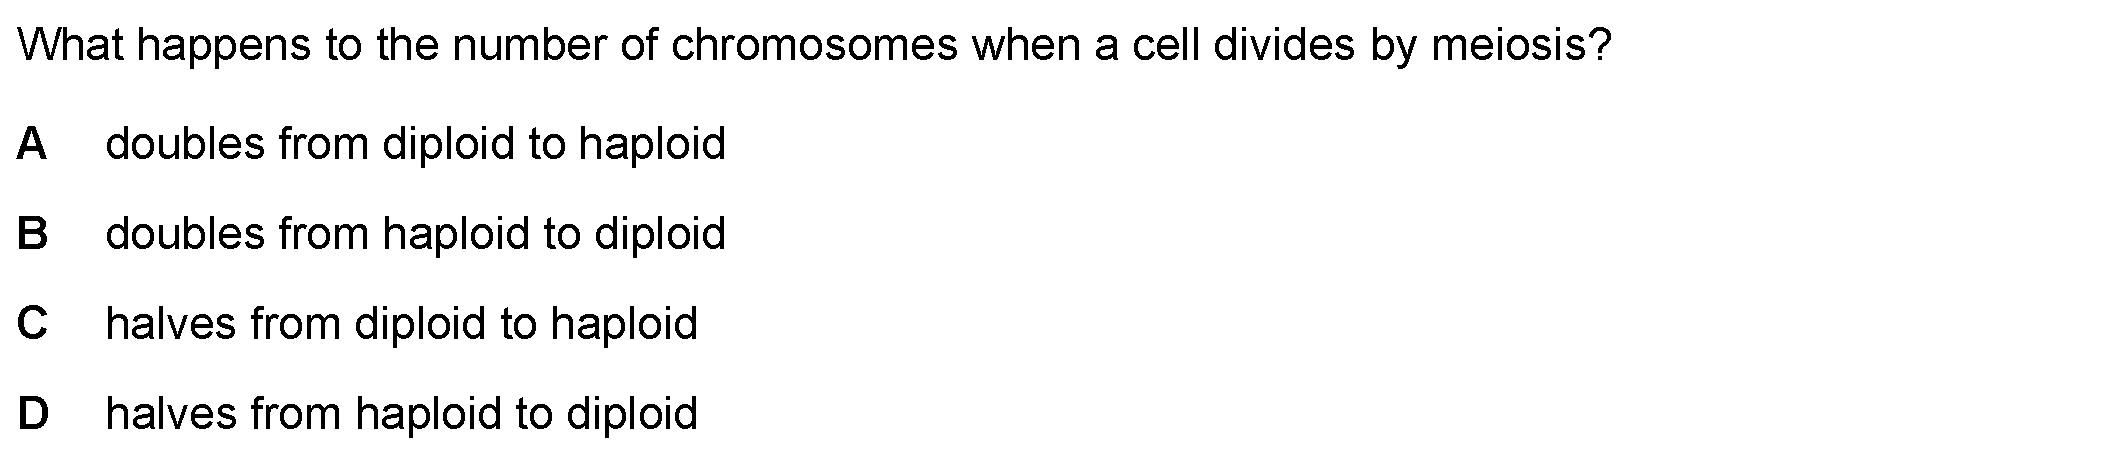 What happens to the number of chromosomes when a cell divides by meiosis?
A doubles from diploid to haploid
B doubles from haploid to diploid
C halves from diploid to haploid
D halves from haploid to diploid